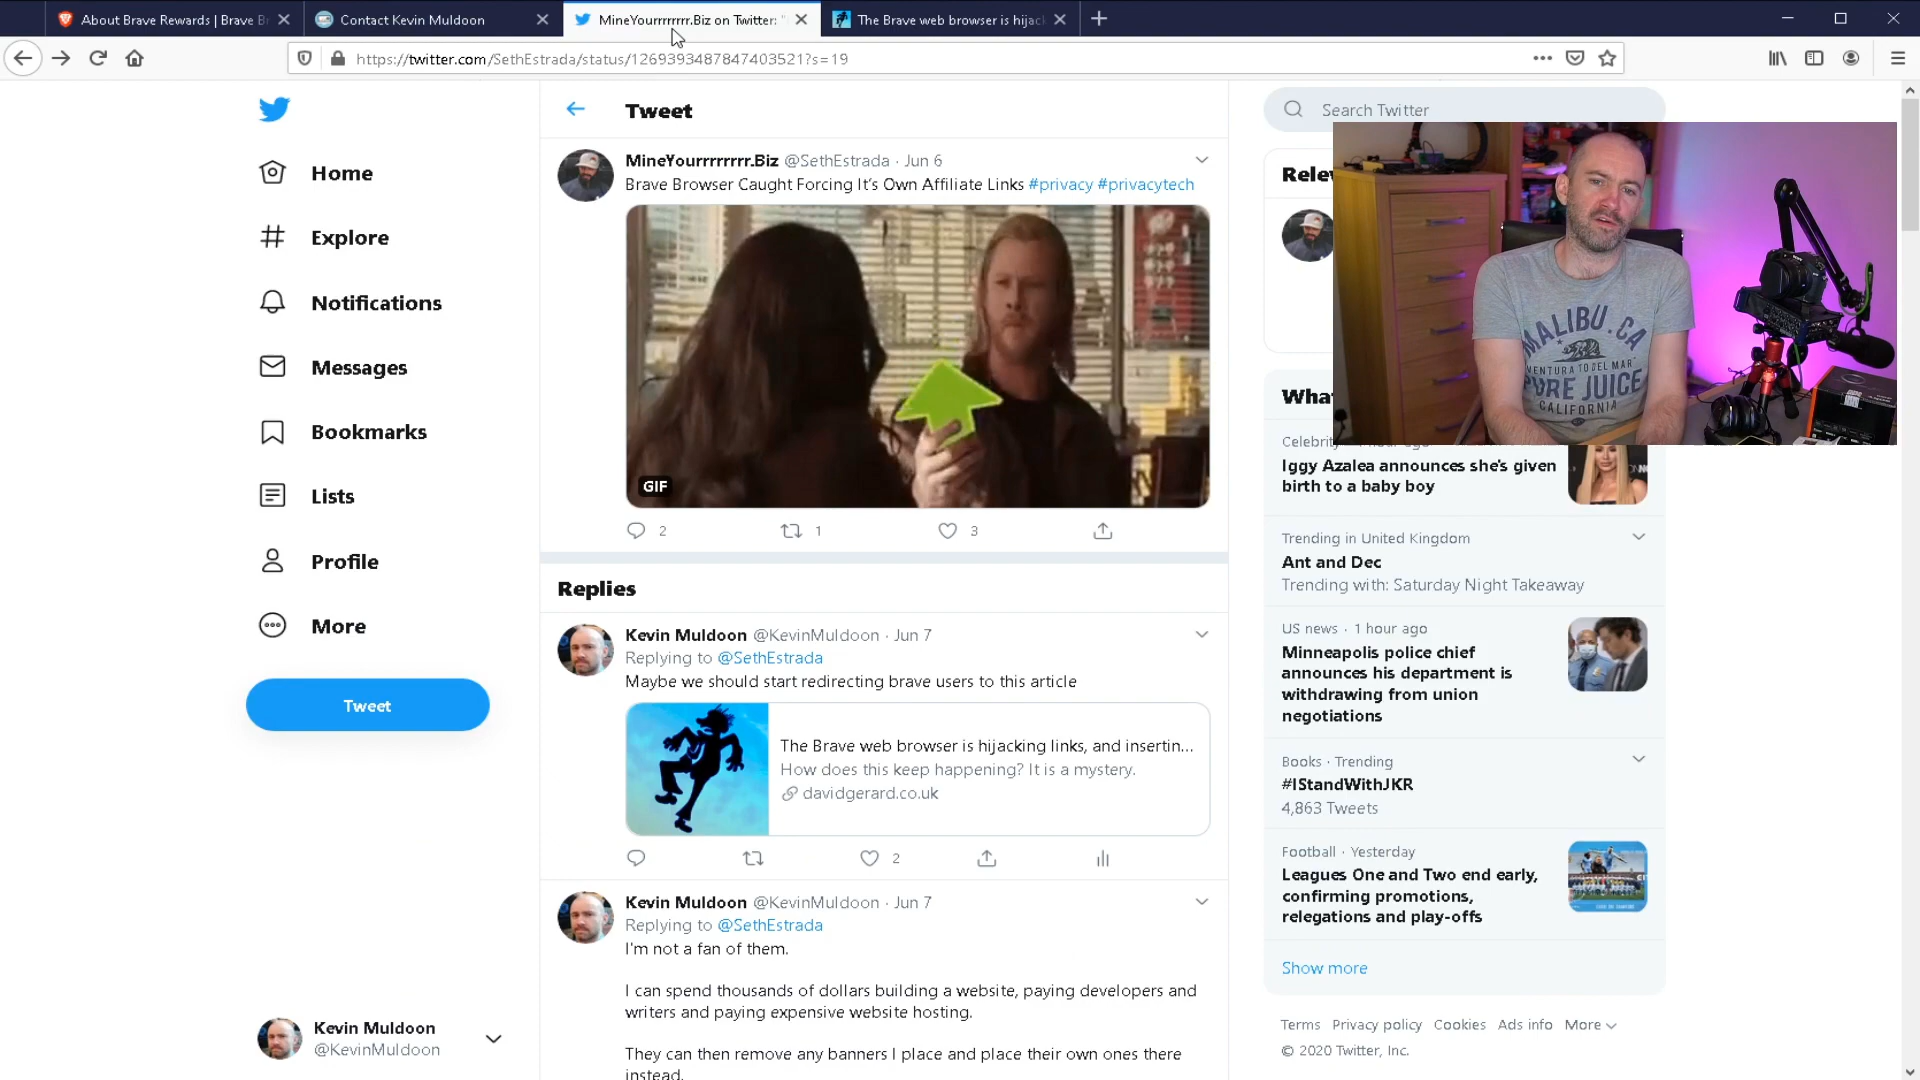 About Brave Rewards | Brave Br
Contact Kevin Muldoon
MineYourrrrrrrr.Biz on Twitter: "
The Brave web browser is hijac
https://twitter.com/SethEstrada/status/1269393487847403521?s=19
Home
Explore
Notifications
Messages
Bookmarks
Lists
Profile
More
Tweet
Kevin Muldoon
@KevinMuldoon
Tweet
MineYourrrrrrrr.Biz @SethEstrada · Jun 6
Brave Browser Caught Forcing It's Own Affiliate Links #privacy #privacytech
GIF
2
1
3
Replies
Kevin Muldoon @KevinMuldoon · Jun 7
Replying to @SethEstrada
Maybe we should start redirecting brave users to this article
The Brave web browser is hijacking links, and insertin...
How does this keep happening? It is a mystery.
davidgerard.co.uk
2
Kevin Muldoon @KevinMuldoon · Jun 7
Replying to @SethEstrada
I'm not a fan of them.
I can spend thousands of dollars building a website, paying developers and
writers and paying expensive website hosting.
They can then remove any banners I place and place their own ones there
instead.
Search Twitter
Rele
MALIBU.CA
VENTURA TO DEL MAR
PURE JUICE
CALIFORNIA
What
Celebrity · 1 hour ago
Iggy Azalea announces she's given
birth to a baby boy
Trending in United Kingdom
Ant and Dec
Trending with: Saturday Night Takeaway
US news · 1 hour ago
Minneapolis police chief
announces his department is
withdrawing from union
negotiations
Books · Trending
#IStandWithJKR
4,863 Tweets
Football · Yesterday
Leagues One and Two end early,
confirming promotions,
relegations and play-offs
Show more
Terms Privacy policy Cookies Ads info More
© 2020 Twitter, Inc.